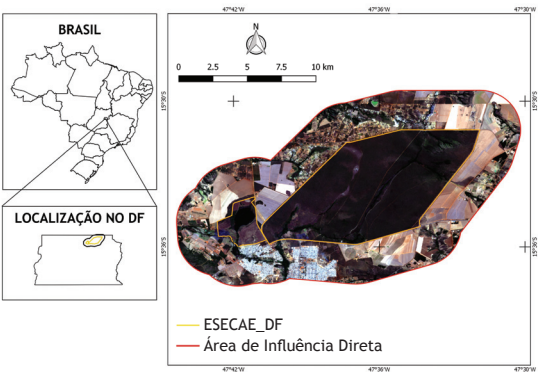 BRASIL
LOCALIZAÇÃO NO DF
47°42'W
47°36'W
47°30'W
N
0 2.5 5 7.5 10 km
15°30'S
15°30'S
15°36'S
15°36'S
ESECAE_DF
Área de Influência Direta
47°42'W
47°36'W
47°30'W